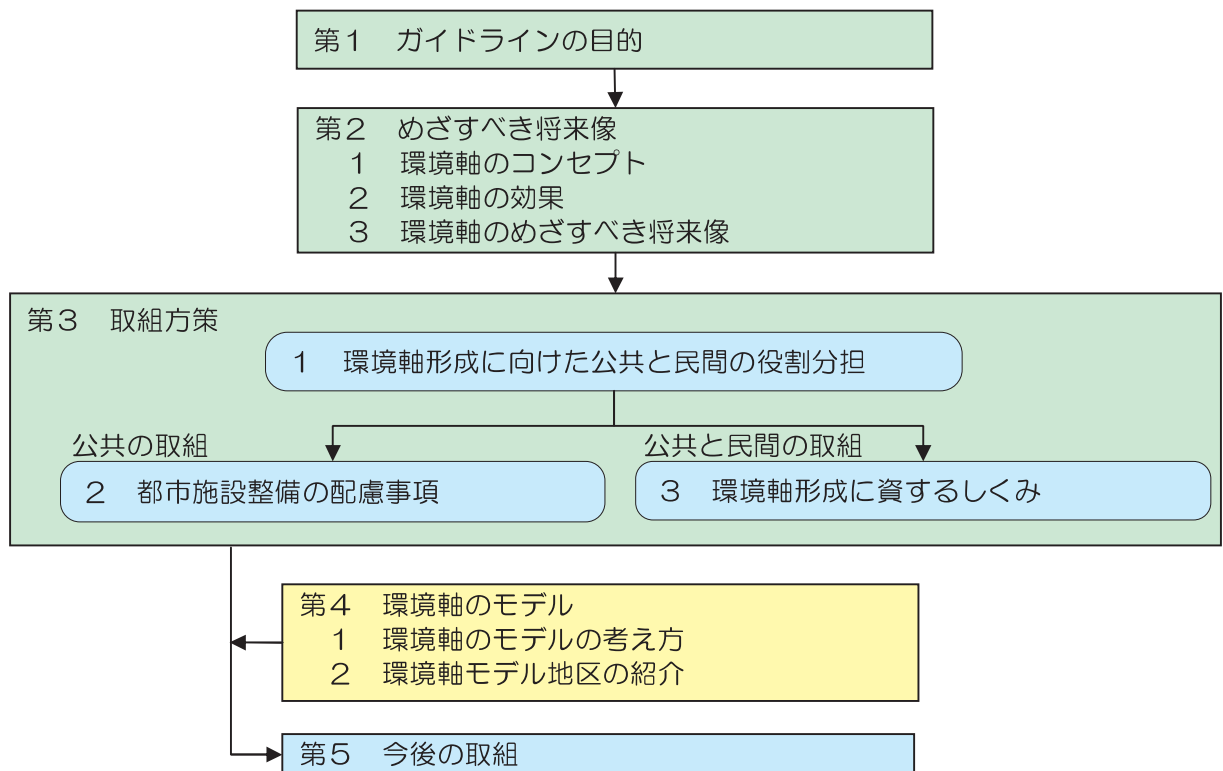 第１　ガイドラインの目的
第２　めざすべき将来像
１　環境軸のコンセプト
２　環境軸の効果
３　環境軸のめざすべき将来像
第３　取組方策
１　環境軸形成に向けた公共と民間の役割分担
公共の取組
２　都市施設整備の配慮事項
公共と民間の取組
３　環境軸形成に資するしくみ
第４　環境軸のモデル
１　環境軸のモデルの考え方
２　環境軸モデル地区の紹介
第５　今後の取組